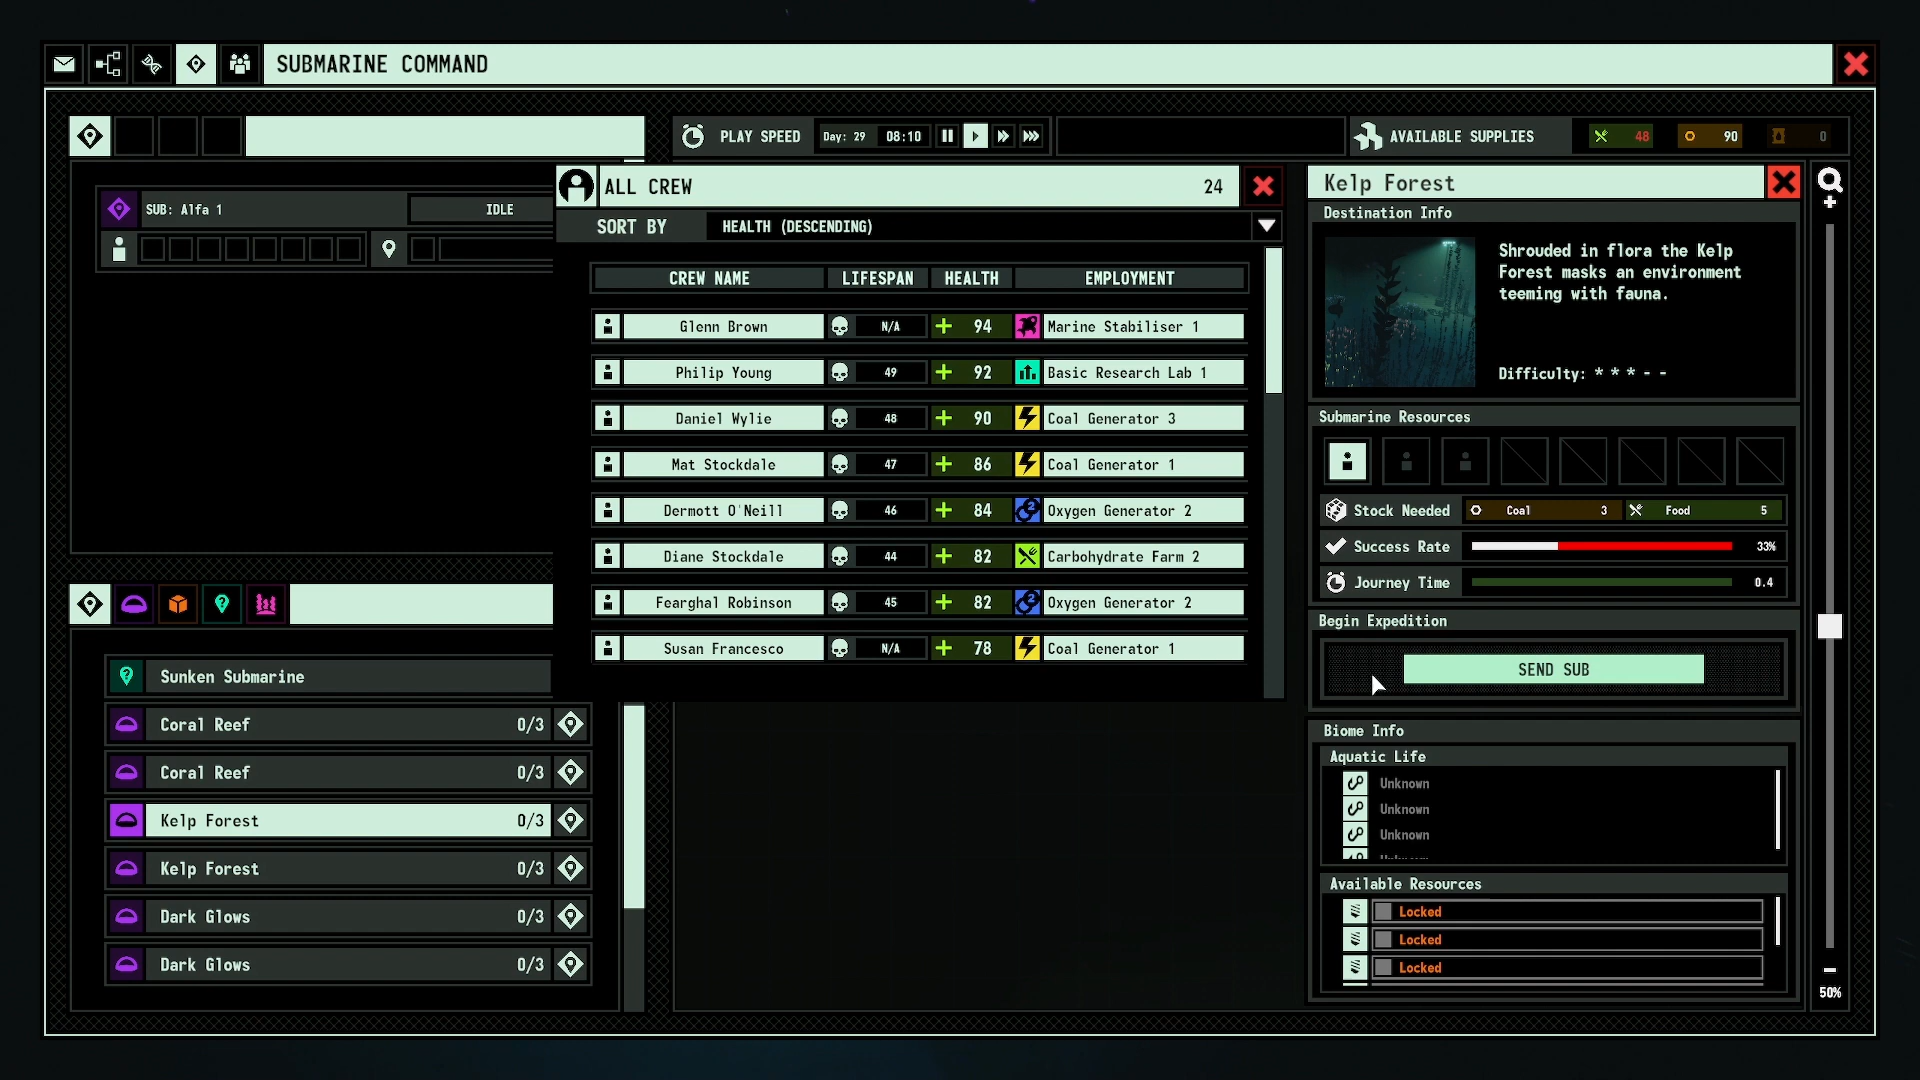 SUBMARINE COMMAND
PLAY SPEED
Day: 29
08:10
AVAILABLE SUPPLIES
48
90
0
SUB: Alfa 1
IDLE
ALL CREW
24
SORT BY
HEALTH (DESCENDING)
CREW NAME LIFESPAN HEALTH EMPLOYMENT
Glenn Brown N/A 94 Marine Stabiliser 1
Philip Young 49 92 Basic Research Lab 1
Daniel Wylie 48 90 Coal Generator 3
Mat Stockdale 47 86 Coal Generator 1
Dermott O'Neill 46 84 Oxygen Generator 2
Diane Stockdale 44 82 Carbohydrate Farm 2
Fearghal Robinson 45 82 Oxygen Generator 2
Susan Francesco N/A 78 Coal Generator 1
Sunken Submarine
Coral Reef 0/3
Coral Reef 0/3
Kelp Forest 0/3
Kelp Forest 0/3
Dark Glows 0/3
Dark Glows 0/3
Kelp Forest
Destination Info
Shrouded in flora the Kelp
Forest masks an environment
teeming with fauna.
Difficulty: * * * - -
Submarine Resources
Stock Needed Coal 3 Food 5
Success Rate 33%
Journey Time 0.4
Begin Expedition
SEND SUB
Biome Info
Aquatic Life
Unknown
Unknown
Unknown
Available Resources
Locked
Locked
Locked
50%